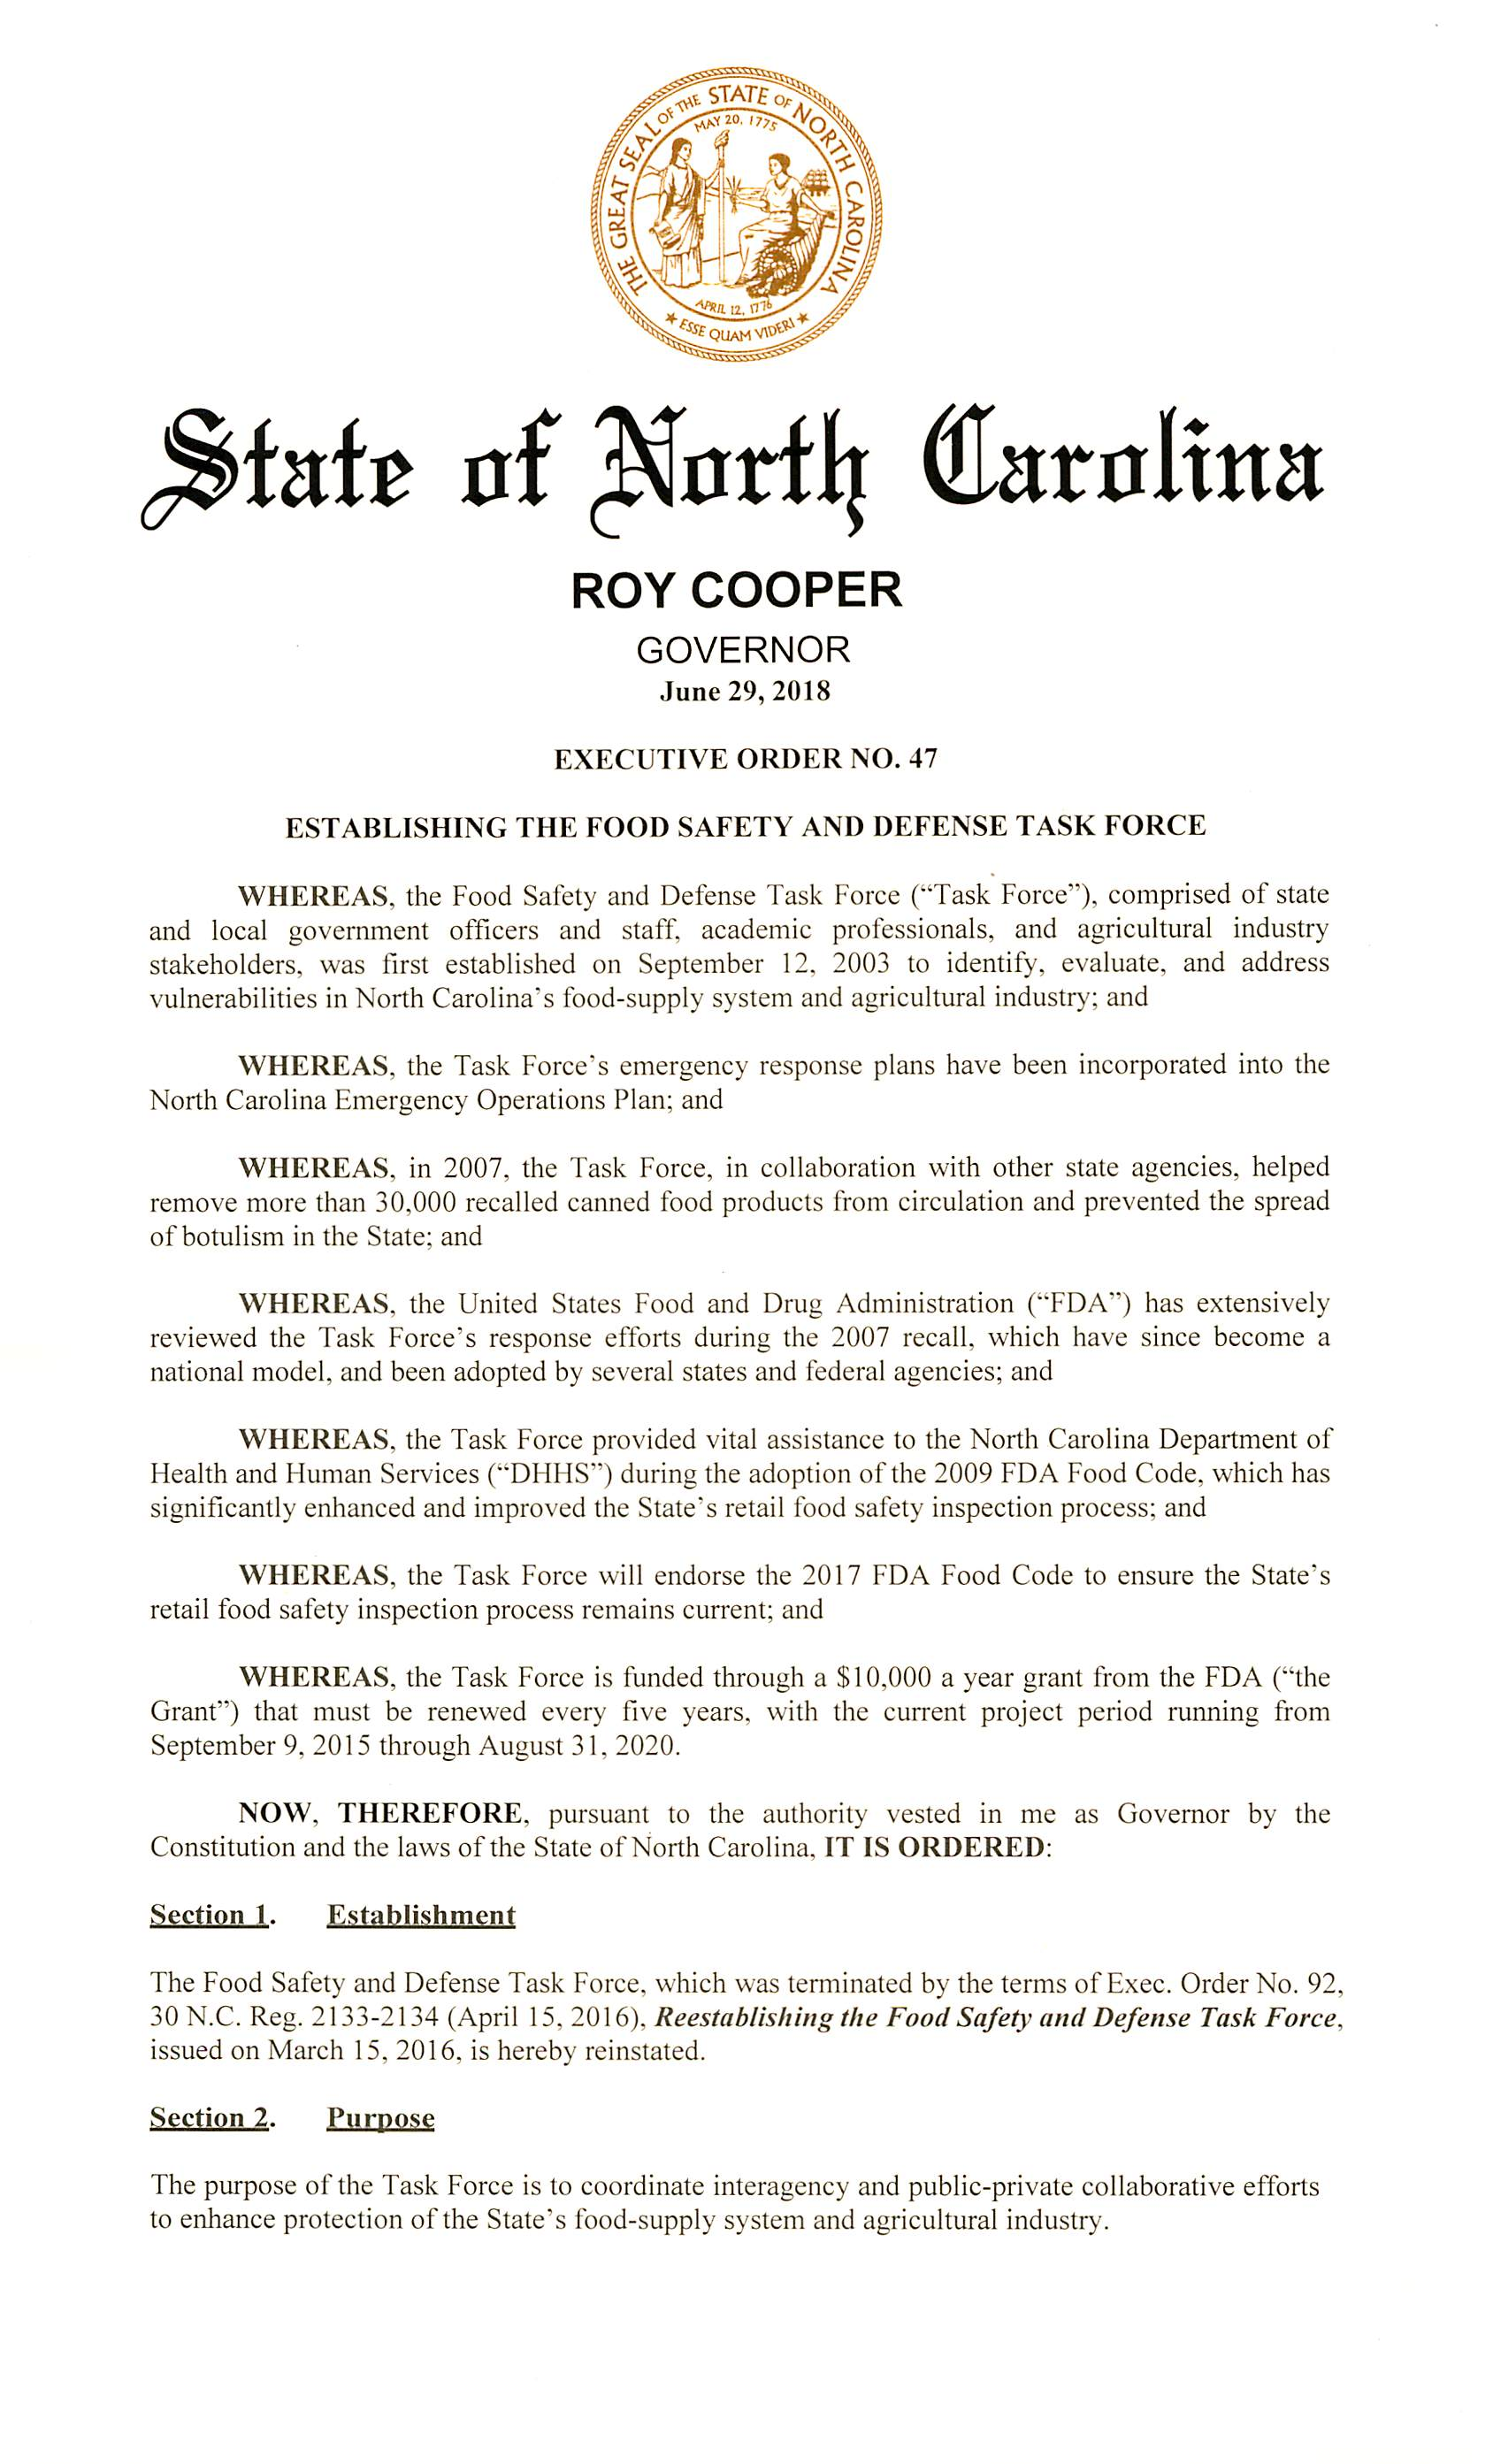 THE GREAT SEAL OF THE STATE OF NORTH CAROLINA
MAY 20, 1775
APRIL 12, 1776
★ ESSE QUAM VIDERI ★
State of North Carolina
ROY COOPER
GOVERNOR
June 29, 2018
EXECUTIVE ORDER NO. 47
ESTABLISHING THE FOOD SAFETY AND DEFENSE TASK FORCE
WHEREAS, the Food Safety and Defense Task Force (“Task Force”), comprised of state
and local government officers and staff, academic professionals, and agricultural industry
stakeholders, was first established on September 12, 2003 to identify, evaluate, and address
vulnerabilities in North Carolina’s food-supply system and agricultural industry; and
WHEREAS, the Task Force’s emergency response plans have been incorporated into the
North Carolina Emergency Operations Plan; and
WHEREAS, in 2007, the Task Force, in collaboration with other state agencies, helped
remove more than 30,000 recalled canned food products from circulation and prevented the spread
of botulism in the State; and
WHEREAS, the United States Food and Drug Administration (“FDA”) has extensively
reviewed the Task Force’s response efforts during the 2007 recall, which have since become a
national model, and been adopted by several states and federal agencies; and
WHEREAS, the Task Force provided vital assistance to the North Carolina Department of
Health and Human Services (“DHHS”) during the adoption of the 2009 FDA Food Code, which has
significantly enhanced and improved the State’s retail food safety inspection process; and
WHEREAS, the Task Force will endorse the 2017 FDA Food Code to ensure the State’s
retail food safety inspection process remains current; and
WHEREAS, the Task Force is funded through a $10,000 a year grant from the FDA (“the
Grant”) that must be renewed every five years, with the current project period running from
September 9, 2015 through August 31, 2020.
NOW, THEREFORE, pursuant to the authority vested in me as Governor by the
Constitution and the laws of the State of North Carolina, IT IS ORDERED:
Section 1. Establishment
The Food Safety and Defense Task Force, which was terminated by the terms of Exec. Order No. 92,
30 N.C. Reg. 2133-2134 (April 15, 2016), Reestablishing the Food Safety and Defense Task Force,
issued on March 15, 2016, is hereby reinstated.
Section 2. Purpose
The purpose of the Task Force is to coordinate interagency and public-private collaborative efforts
to enhance protection of the State’s food-supply system and agricultural industry.